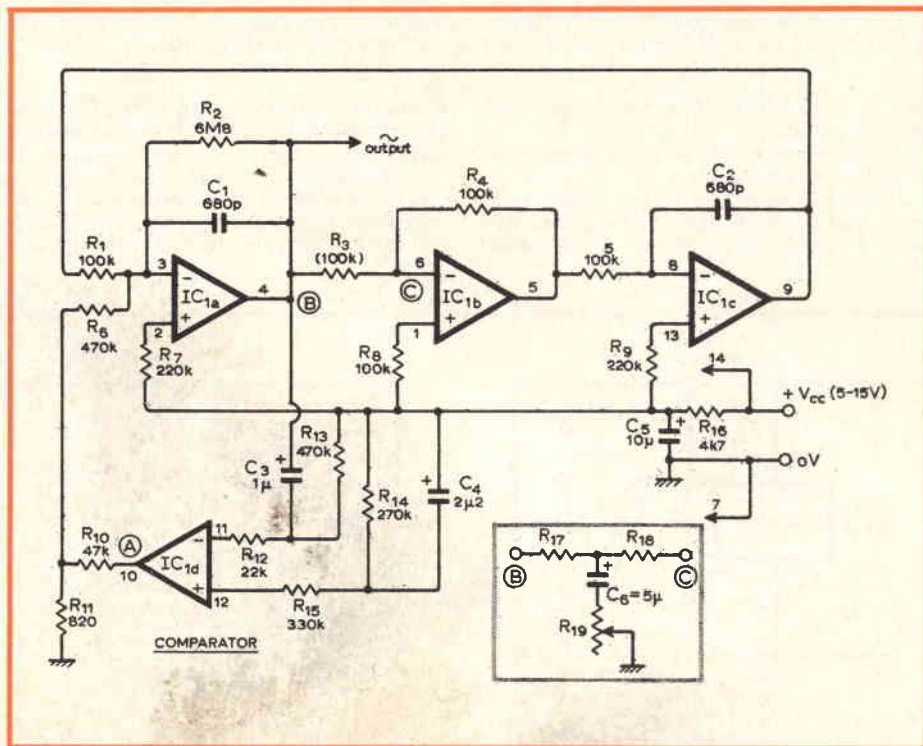 R2
6M8
~
output
C1
680p
R4
100k
C2
680p
R1
100k
R3
(100k)
5
100k
3
−
IC1a
4
+
2
B
6
−
C
IC1b
5
+
1
8
−
IC1c
9
+
13
R6
470k
R7
220k
R8
100k
R9
220k
14
+ Vcc (5-15V)
R13
470k
+
C5
10μ
R16
4k7
oV
+
C3
1μ
R14
270k
+
C4
2μ2
7
R10
47k
A
10
IC1d
11
−
R12
22k
+
12
R15
330k
R11
820
COMPARATOR
R17
R18
B
C
+
C6=5μ
R19